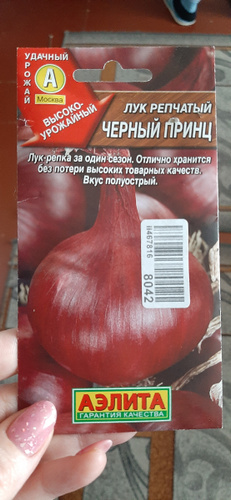 УДАЧНЫЙ
УРОЖАЙ
А
Москва
ВЫСОКО-
УРОЖАЙНЫЙ
ЛУК РЕПЧАТЫЙ
ЧЕРНЫЙ ПРИНЦ
Лук-репка за один сезон. Отлично хранится
без потери высоких товарных качеств.
Вкус полуострый.
8042
АЭЛИТА
ГАРАНТИЯ КАЧЕСТВА